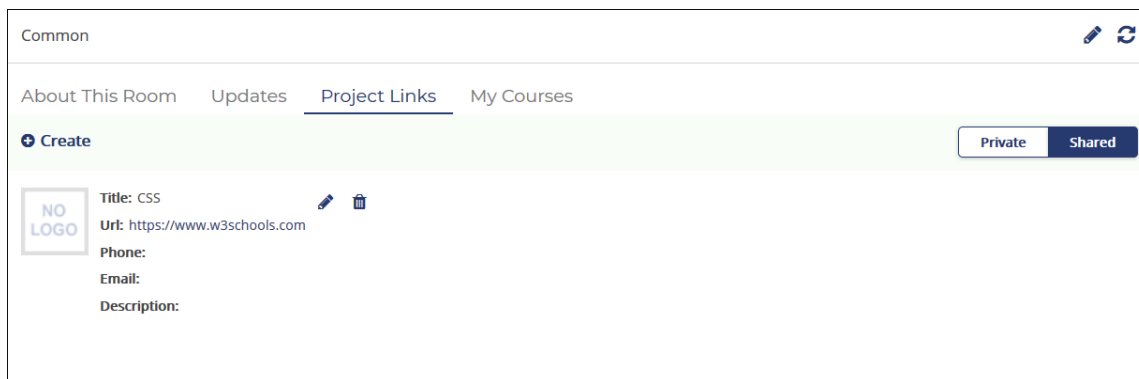 Common
About This Room Updates Project Links My Courses
Create Private Shared
NO
LOGO
Title: CSS
Url: https://www.w3schools.com
Phone:
Email:
Description: